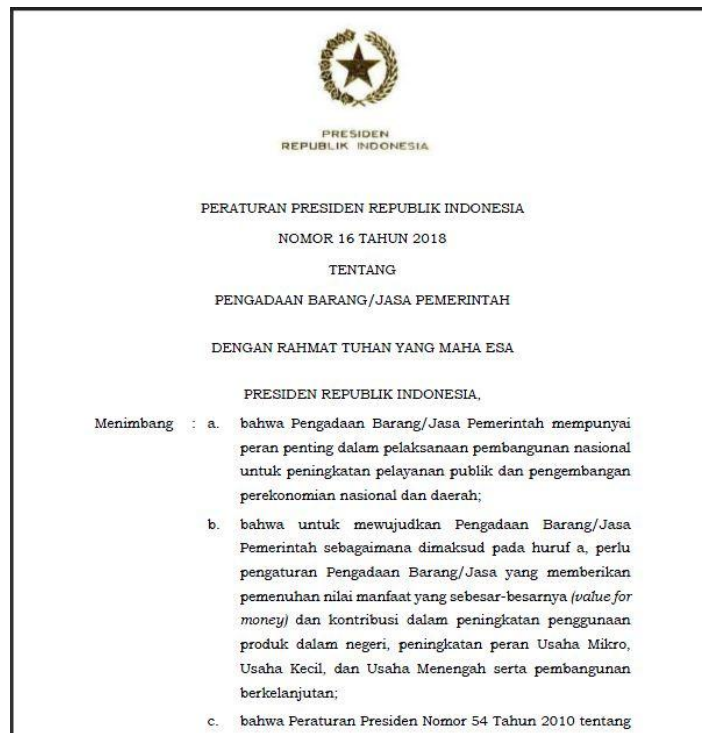 PRESIDEN
REPUBLIK INDONESIA
PERATURAN PRESIDEN REPUBLIK INDONESIA
NOMOR 16 TAHUN 2018
TENTANG
PENGADAAN BARANG/JASA PEMERINTAH
DENGAN RAHMAT TUHAN YANG MAHA ESA
PRESIDEN REPUBLIK INDONESIA,
Menimbang : a. bahwa Pengadaan Barang/Jasa Pemerintah mempunyai
peran penting dalam pelaksanaan pembangunan nasional
untuk peningkatan pelayanan publik dan pengembangan
perekonomian nasional dan daerah;
b. bahwa untuk mewujudkan Pengadaan Barang/Jasa
Pemerintah sebagaimana dimaksud pada huruf a, perlu
pengaturan Pengadaan Barang/Jasa yang memberikan
pemenuhan nilai manfaat yang sebesar-besarnya (value for
money) dan kontribusi dalam peningkatan penggunaan
produk dalam negeri, peningkatan peran Usaha Mikro,
Usaha Kecil, dan Usaha Menengah serta pembangunan
berkelanjutan;
c. bahwa Peraturan Presiden Nomor 54 Tahun 2010 tentang